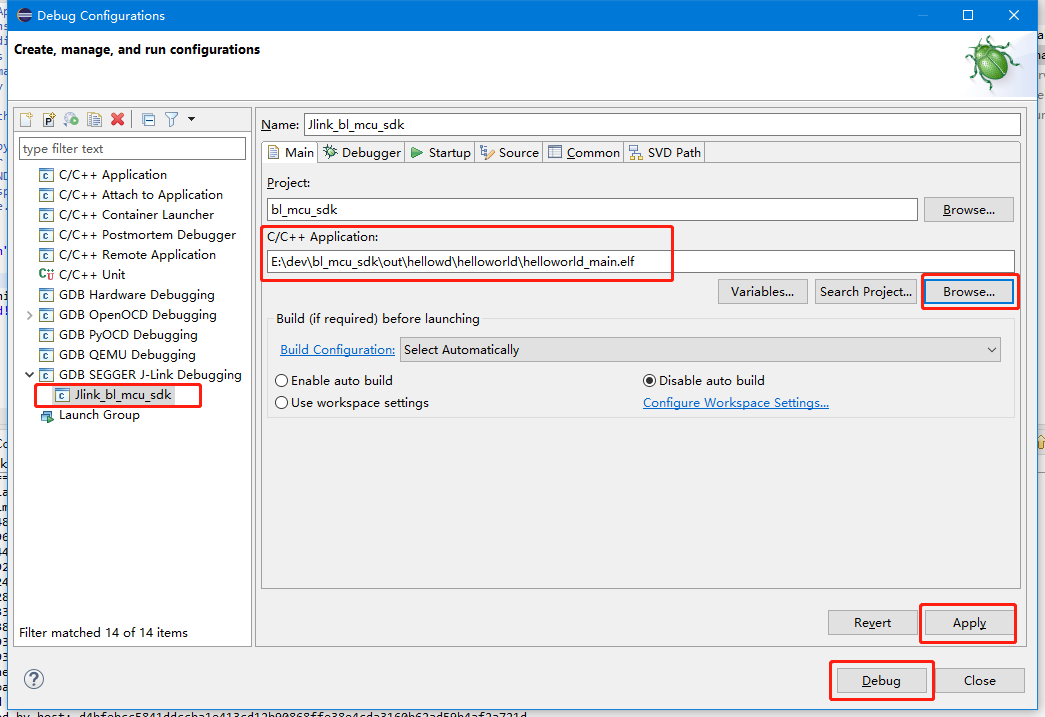 Debug Configurations
Create, manage, and run configurations
Name: Jlink_bl_mcu_sdk
type filter text
Main Debugger Startup Source Common SVD Path
C/C++ Application
C/C++ Attach to Application
C/C++ Container Launcher
C/C++ Postmortem Debugger
C/C++ Remote Application
C/C++ Unit
GDB Hardware Debugging
GDB OpenOCD Debugging
GDB PyOCD Debugging
GDB QEMU Debugging
GDB SEGGER J-Link Debugging
Jlink_bl_mcu_sdk
Launch Group
Filter matched 14 of 14 items
Project:
bl_mcu_sdk Browse...
C/C++ Application:
E:\dev\bl_mcu_sdk\out\hellowd\helloworld\helloworld_main.elf
Variables... Search Project... Browse...
Build (if required) before launching
Build Configuration: Select Automatically
Enable auto build Disable auto build
Use workspace settings Configure Workspace Settings...
Revert Apply
Debug Close